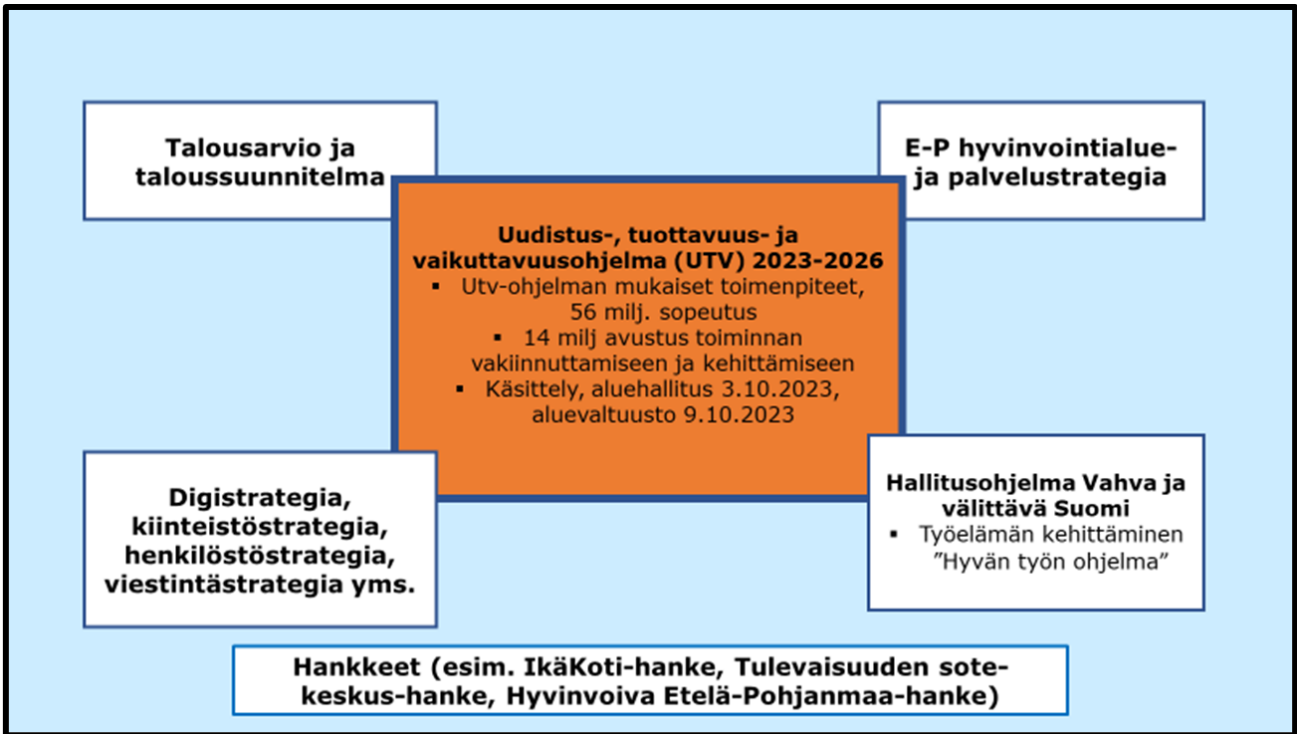 Talousarvio ja
taloussuunnitelma
E-P hyvinvointialue-
ja palvelustrategia
Uudistus-, tuottavuus- ja
vaikuttavuusohjelma (UTV) 2023-2026
▪ Utv-ohjelman mukaiset toimenpiteet,
56 milj. sopeutus
▪ 14 milj avustus toiminnan
vakiinnuttamiseen ja kehittämiseen
▪ Käsittely, aluehallitus 3.10.2023,
aluevaltuusto 9.10.2023
Digistrategia,
kiinteistöstrategia,
henkilöstöstrategia,
viestintästrategia yms.
Hallitusohjelma Vahva ja
välittävä Suomi
▪ Työelämän kehittäminen
”Hyvän työn ohjelma”
Hankkeet (esim. IkäKoti-hanke, Tulevaisuuden sote-
keskus-hanke, Hyvinvoiva Etelä-Pohjanmaa-hanke)